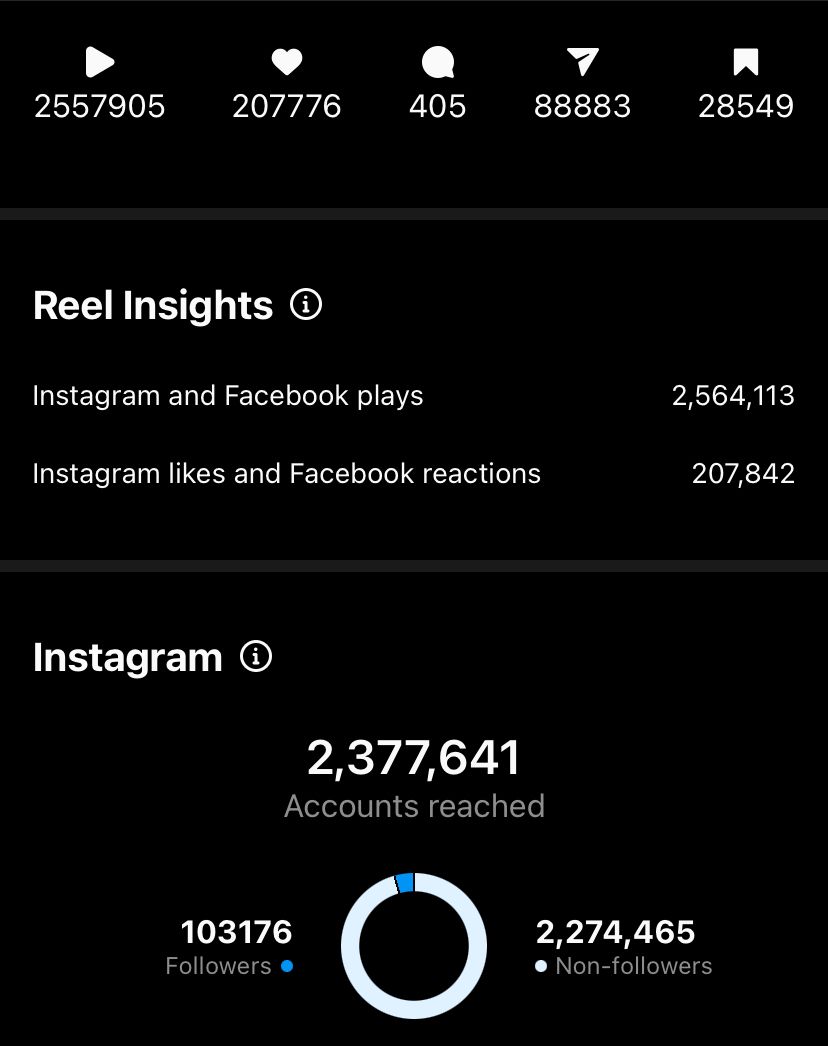 2557905 207776 405 88883 28549
Reel Insights
Instagram and Facebook plays 2,564,113
Instagram likes and Facebook reactions 207,842
Instagram
2,377,641
Accounts reached
103176 2,274,465
Followers Non-followers